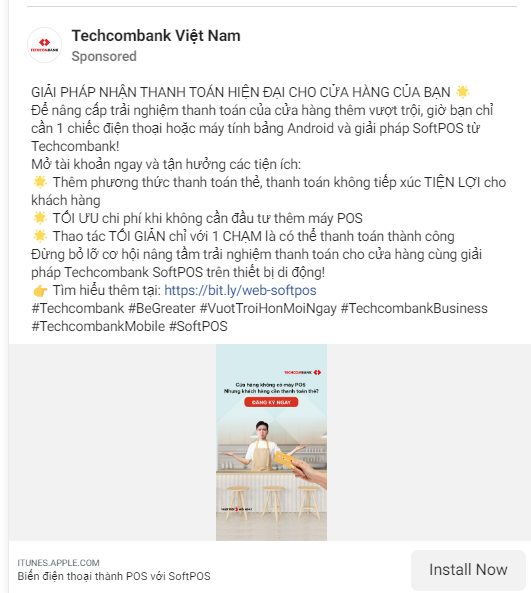 Techcombank Việt Nam
TECHCOMBANK
Sponsored
GIẢI PHÁP NHẬN THANH TOÁN HIỆN ĐẠI CHO CỬA HÀNG CỦA BẠN 🌟
Để nâng cấp trải nghiệm thanh toán của cửa hàng thêm vượt trội, giờ bạn chỉ
cần 1 chiếc điện thoại hoặc máy tính bảng Android và giải pháp SoftPOS từ
Techcombank!
Mở tài khoản ngay và tận hưởng các tiện ích:
🌟 Thêm phương thức thanh toán thẻ, thanh toán không tiếp xúc TIỆN LỢI cho
khách hàng
🌟 TỐI ƯU chi phí khi không cần đầu tư thêm máy POS
🌟 Thao tác TỐI GIẢN chỉ với 1 CHẠM là có thể thanh toán thành công
Đừng bỏ lỡ cơ hội nâng tầm trải nghiệm thanh toán cho cửa hàng cùng giải
pháp Techcombank SoftPOS trên thiết bị di động!
👉 Tìm hiểu thêm tại: https://bit.ly/web-softpos
#Techcombank #BeGreater #VuotTroiHonMoiNgay #TechcombankBusiness
#TechcombankMobile #SoftPOS
TECHCOMBANK
Cửa hàng không có máy POS
Nhưng khách hàng cần thanh toán thẻ?
ĐĂNG KÝ NGAY
ITUNES.APPLE.COM
Biến điện thoại thành POS với SoftPOS
Install Now